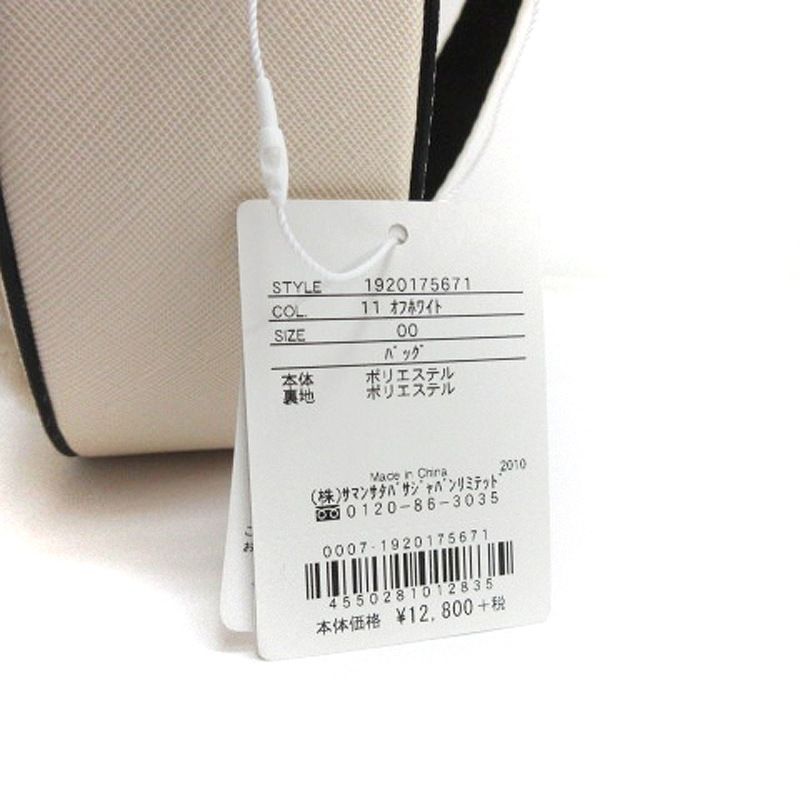 STYLE 1920175671
COL. 11 ｵﾌﾎﾜｲﾄ
SIZE 00
ﾊﾞｯｸﾞ
本体 ポリエステル
裏地 ポリエステル
Made in China 2010
(株)ｻﾏﾝｻﾀﾊﾞｻｼﾞｬﾊﾟﾝﾘﾐﾃｯﾄﾞ
0120-86-3035
0007-1920175671
4550281012835
本体価格 ¥12,800+税